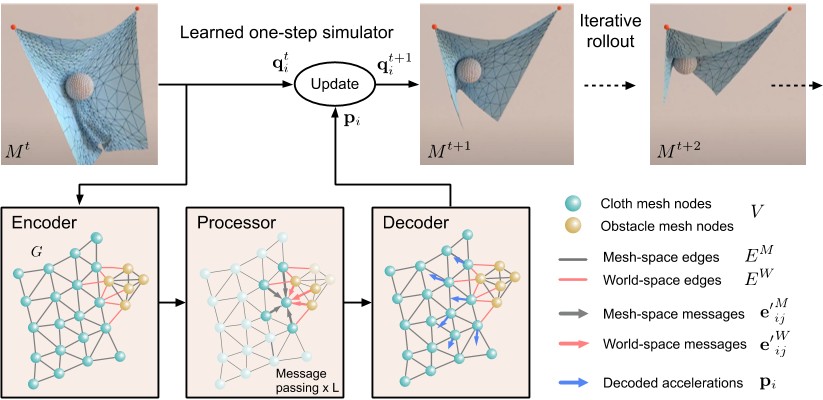 Learned one-step simulator
Iterative
rollout
q_i^t
q_i^{t+1}
Update
p_i
M^t
M^{t+1}
M^{t+2}
Encoder
Processor
Decoder
G
Message
passing x L
Cloth mesh nodes
Obstacle mesh nodes
V
Mesh-space edges E^M
World-space edges E^W
Mesh-space messages e'^M_{ij}
World-space messages e'^W_{ij}
Decoded accelerations p_i